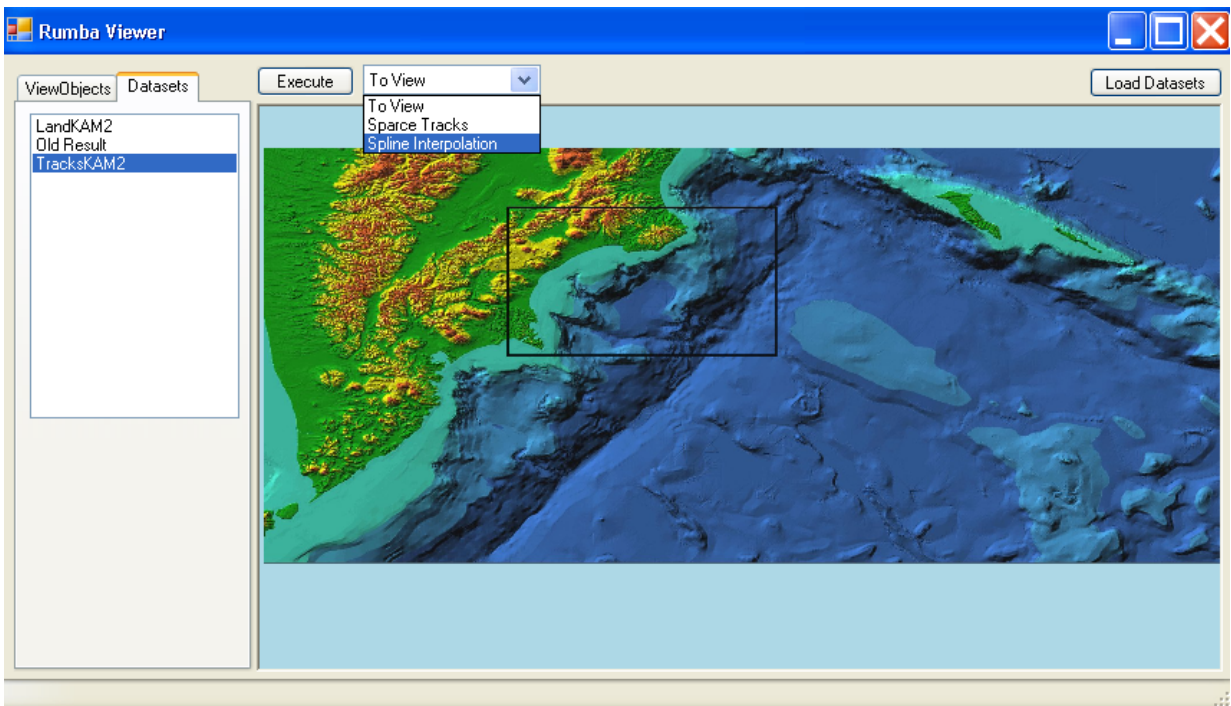 Rumba Viewer
ViewObjects
Datasets
Execute
To View
Load Datasets
To View
Sparce Tracks
Spline Interpolation
LandKAM2
Old Result
TracksKAM2